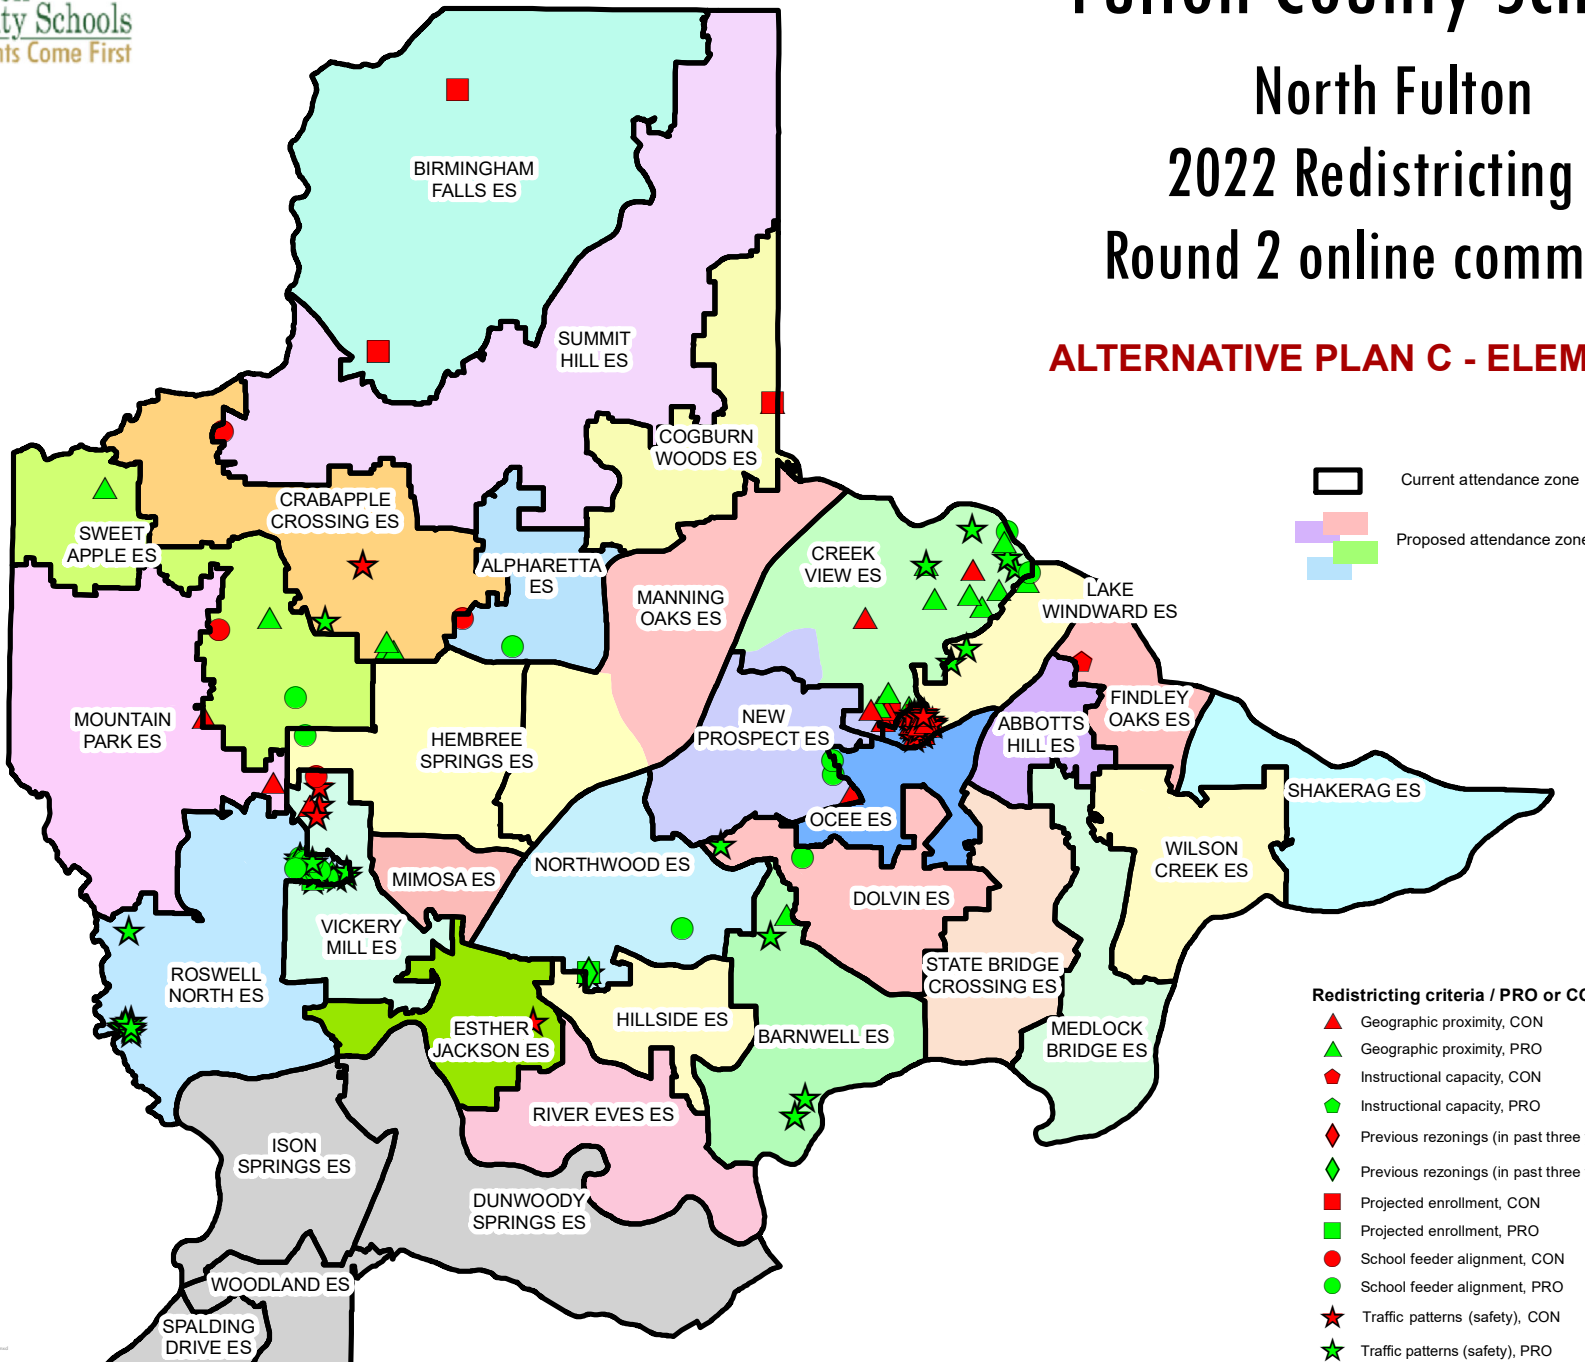 ty Schools
nts Come First
North Fulton
2022 Redistricting
Round 2 online comm
ALTERNATIVE PLAN C - ELEM
Current attendance zone
Proposed attendance zone
BIRMINGHAM
FALLS ES
SUMMIT
HILL ES
COGBURN
WOODS ES
CRABAPPLE
CROSSING ES
SWEET
APPLE ES
ALPHARETTA
ES
MANNING
OAKS ES
CREEK
VIEW ES
LAKE
WINDWARD ES
FINDLEY
OAKS ES
ABBOTTS
HILL ES
NEW
PROSPECT ES
MOUNTAIN
PARK ES
HEMBREE
SPRINGS ES
SHAKERAG ES
OCEE ES
WILSON
CREEK ES
NORTHWOOD ES
MIMOSA ES
DOLVIN ES
VICKERY
MILL ES
STATE BRIDGE
CROSSING ES
ROSWELL
NORTH ES
HILLSIDE ES
BARNWELL ES
MEDLOCK
BRIDGE ES
ESTHER
JACKSON ES
RIVER EVES ES
ISON
SPRINGS ES
DUNWOODY
SPRINGS ES
WOODLAND ES
SPALDING
DRIVE ES
Redistricting criteria / PRO or CO
Geographic proximity, CON
Geographic proximity, PRO
Instructional capacity, CON
Instructional capacity, PRO
Previous rezonings (in past three
Previous rezonings (in past three
Projected enrollment, CON
Projected enrollment, PRO
School feeder alignment, CON
School feeder alignment, PRO
Traffic patterns (safety), CON
Traffic patterns (safety), PRO